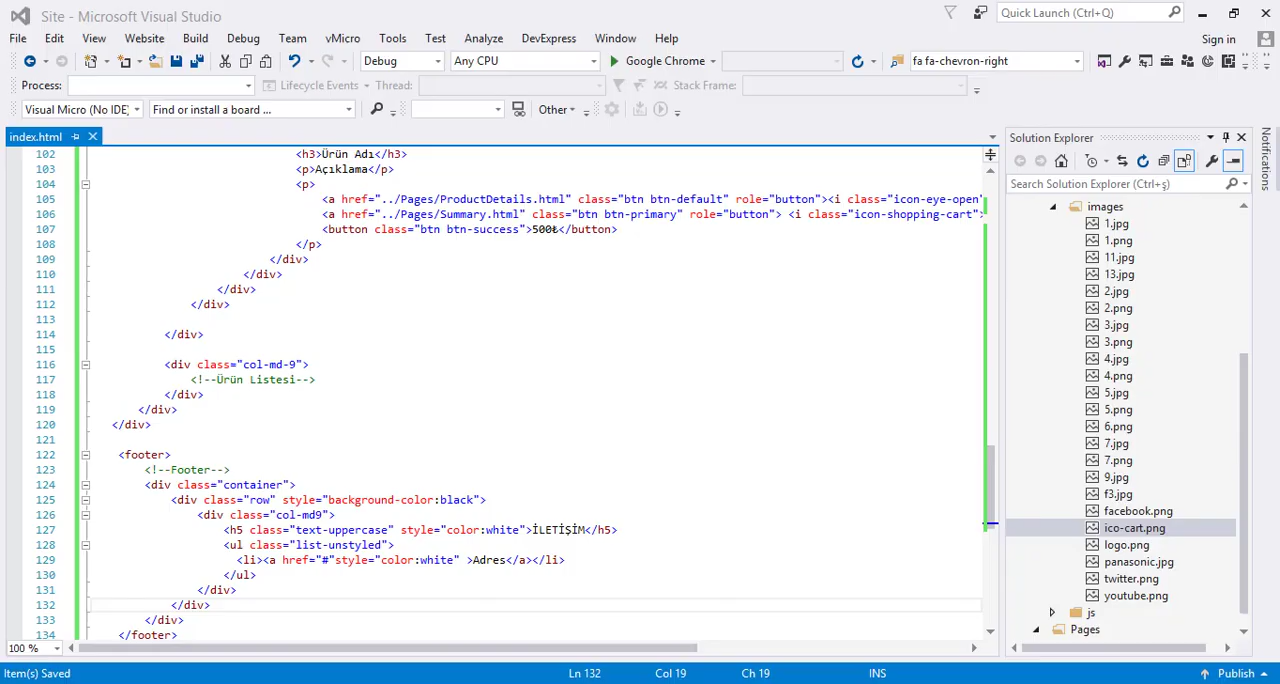 Site - Microsoft Visual Studio
Quick Launch (Ctrl+Q)
File Edit View Website Build Debug Team vMicro Tools Test Analyze DevExpress Window Help
Sign in
Debug Any CPU Google Chrome fa fa-chevron-right
Process: Lifecycle Events Thread: Stack Frame:
Visual Micro (No IDE) Find or install a board ... Other
index.html
102 <h3>Ürün Adı</h3>
103 <p>Açıklama</p>
104 <p>
105 <a href="../Pages/ProductDetails.html" class="btn btn-default" role="button"><i class="icon-eye-open"
106 <a href="../Pages/Summary.html" class="btn btn-primary" role="button"> <i class="icon-shopping-cart">
107 <button class="btn btn-success">500₺</button>
108 </p>
109 </div>
110 </div>
111 </div>
112 </div>
113
114 </div>
115
116 <div class="col-md-9">
117 <!--Ürün Listesi-->
118 </div>
119 </div>
120 </div>
121
122 <footer>
123 <!--Footer-->
124 <div class="container">
125 <div class="row" style="background-color:black">
126 <div class="col-md9">
127 <h5 class="text-uppercase" style="color:white">İLETİŞİM</h5>
128 <ul class="list-unstyled">
129 <li><a href="#"style="color:white" >Adres</a></li>
130 </ul>
131 </div>
132 </div>
133 </div>
134 </footer>
100 %
Solution Explorer
Search Solution Explorer (Ctrl+ş)
images
1.jpg
1.png
11.jpg
13.jpg
2.jpg
2.png
3.jpg
3.png
4.jpg
4.png
5.jpg
5.png
6.png
7.jpg
7.png
9.jpg
f3.jpg
facebook.png
ico-cart.png
logo.png
panasonic.jpg
twitter.png
youtube.png
js
Pages
Notifications
Item(s) Saved Ln 132 Col 19 Ch 19 INS Publish